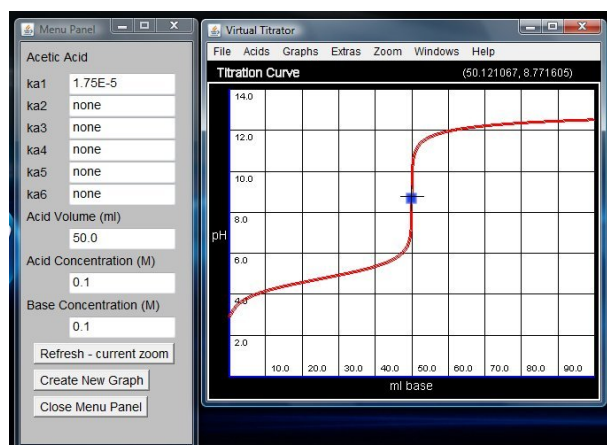 Menu Panel
Acetic Acid
ka1 1.75E-5
ka2 none
ka3 none
ka4 none
ka5 none
ka6 none
Acid Volume (ml)
50.0
Acid Concentration (M)
0.1
Base Concentration (M)
0.1
Refresh - current zoom
Create New Graph
Close Menu Panel
Virtual Titrator
File Acids Graphs Extras Zoom Windows Help
Titration Curve (50.121067, 8.771605)
14.0
12.0
10.0
8.0
pH
6.0
4.0
2.0
10.0 20.0 30.0 40.0 50.0 60.0 70.0 80.0 90.0
ml base